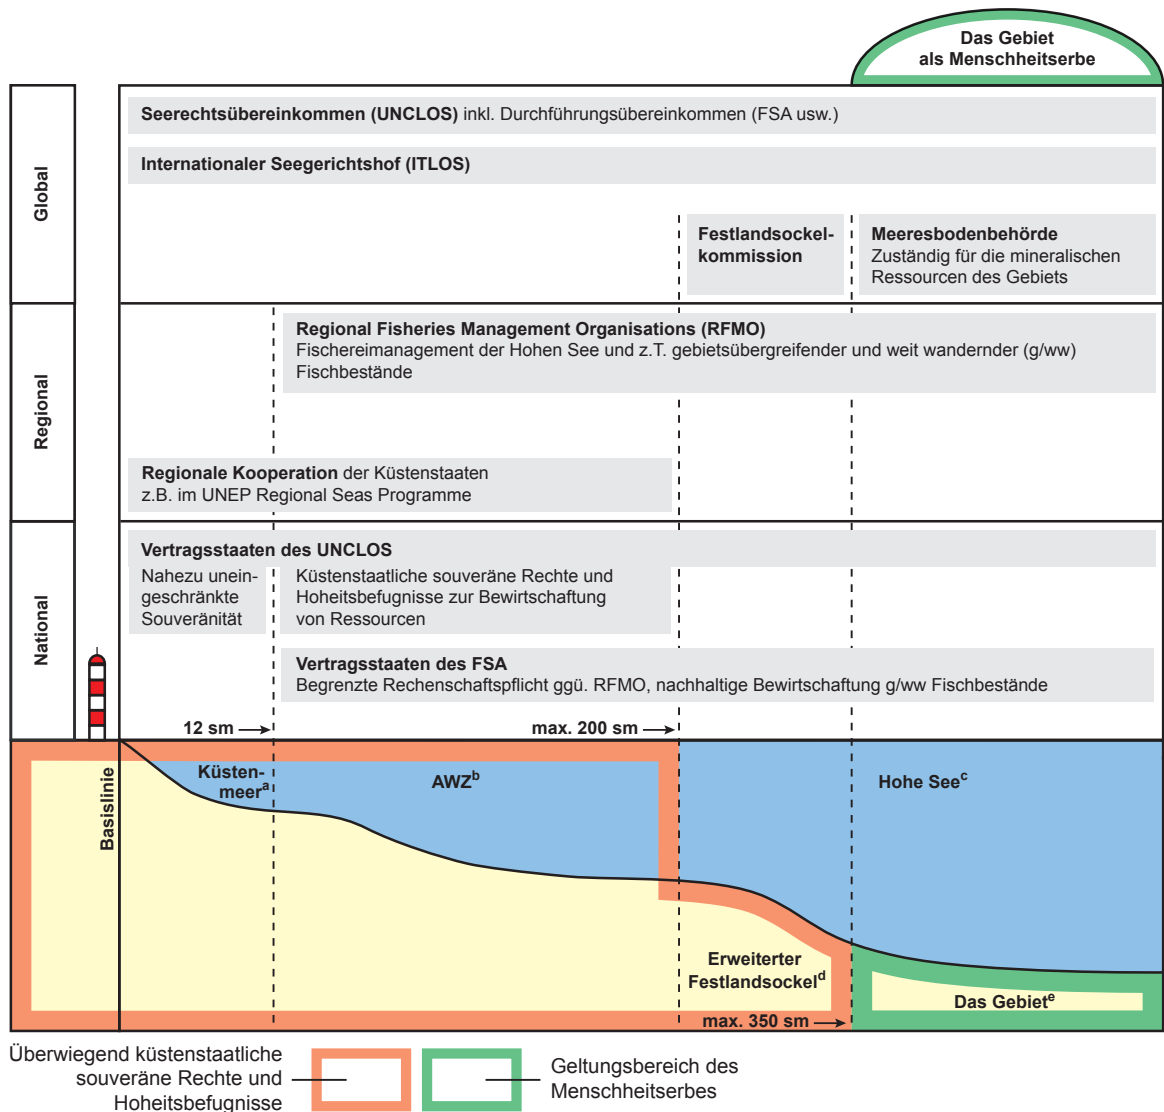 Das Gebiet
als Menschheitserbe
Global
Seerechtsübereinkommen (UNCLOS) inkl. Durchführungsübereinkommen (FSA usw.)
Internationaler Seegerichtshof (ITLOS)
Festlandsockel-
kommission
Meeresbodenbehörde
Zuständig für die mineralischen
Ressourcen des Gebiets
Regional
Regional Fisheries Management Organisations (RFMO)
Fischereimanagement der Hohen See und z.T. gebietsübergreifender und weit wandernder (g/ww)
Fischbestände
Regionale Kooperation der Küstenstaaten
z.B. im UNEP Regional Seas Programme
National
Vertragsstaaten des UNCLOS
Nahezu unein-
geschränkte
Souveränität
Küstenstaatliche souveräne Rechte und
Hoheitsbefugnisse zur Bewirtschaftung
von Ressourcen
Vertragsstaaten des FSA
Begrenzte Rechenschaftspflicht ggü. RFMO, nachhaltige Bewirtschaftung g/ww Fischbestände
12 sm
max. 200 sm
Basislinie
Küsten-
meerᵃ
AWZᵇ
Hohe Seeᶜ
Erweiterter
Festlandsockelᵈ
Das Gebietᵉ
max. 350 sm
Überwiegend küstenstaatliche
souveräne Rechte und
Hoheitsbefugnisse
Geltungsbereich des
Menschheitserbes